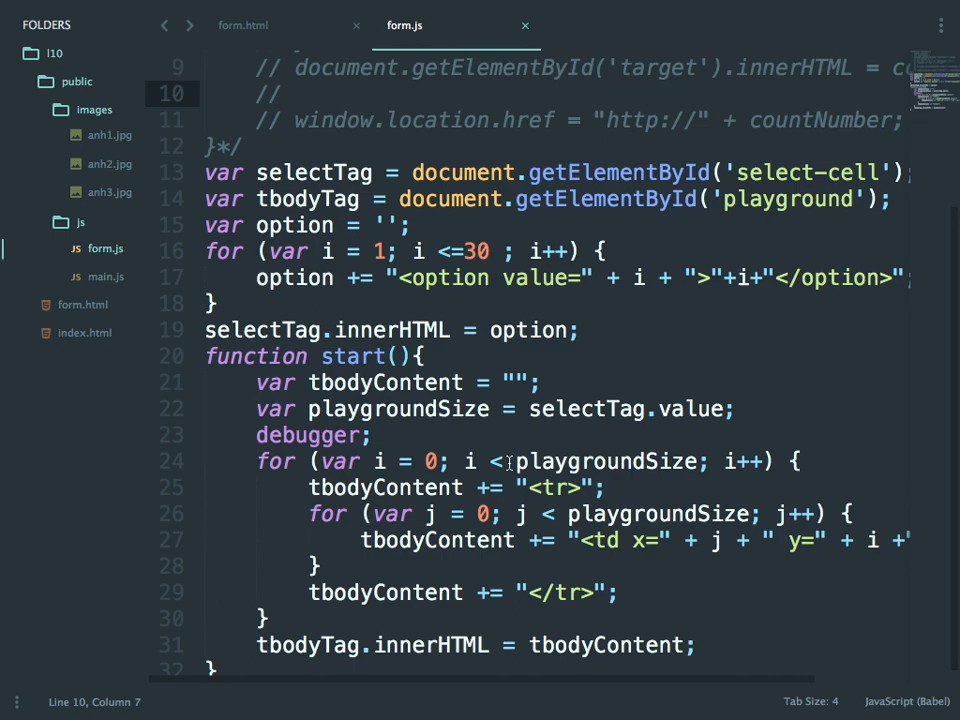 FOLDERS
l10
public
images
anh1.jpg
anh2.jpg
anh3.jpg
js
form.js
main.js
form.html
index.html
form.html
form.js
9 // document.getElementById('target').innerHTML = co
10 //
11 // window.location.href = "http://" + countNumber;
12 }*/
13 var selectTag = document.getElementById('select-cell');
14 var tbodyTag = document.getElementById('playground');
15 var option = '';
16 for (var i = 1; i <=30 ; i++) {
17 option += "<option value=" + i + ">"+i+"</option>";
18 }
19 selectTag.innerHTML = option;
20 function start(){
21 var tbodyContent = "";
22 var playgroundSize = selectTag.value;
23 debugger;
24 for (var i = 0; i < playgroundSize; i++) {
25 tbodyContent += "<tr>";
26 for (var j = 0; j < playgroundSize; j++) {
27 tbodyContent += "<td x=" + j + " y=" + i +"
28 }
29 tbodyContent += "</tr>";
30 }
31 tbodyTag.innerHTML = tbodyContent;
32 }
Line 10, Column 7
Tab Size: 4
JavaScript (Babel)